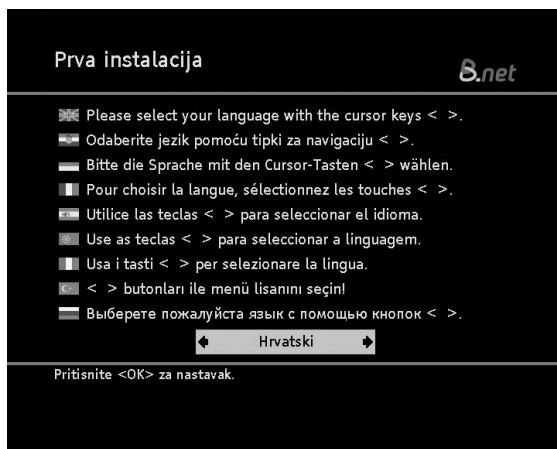 Prva instalacija
B.net
Please select your language with the cursor keys < >.
Odaberite jezik pomoću tipki za navigaciju < >.
Bitte die Sprache mit den Cursor-Tasten < > wählen.
Pour choisir la langue, sélectionnez les touches < >.
Utilice las teclas < > para seleccionar el idioma.
Use as teclas < > para seleccionar a linguagem.
Usa i tasti < > per selezionare la lingua.
< > butonları ile menü lisanını seçin!
Выберете пожалуйста язык с помощью кнопок < >.
Hrvatski
Pritisnite <OK> za nastavak.